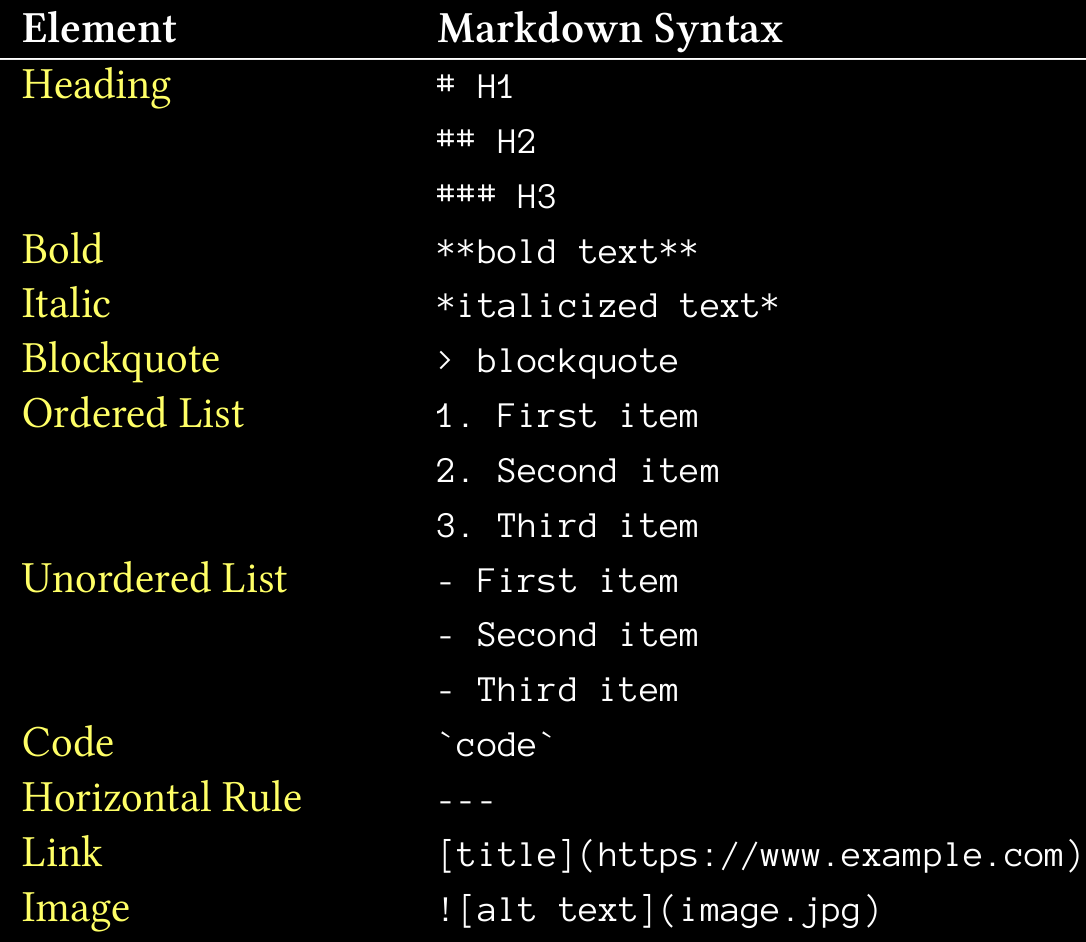 Element Markdown Syntax
Heading # H1
## H2
### H3
Bold **bold text**
Italic *italicized text*
Blockquote > blockquote
Ordered List 1. First item
2. Second item
3. Third item
Unordered List - First item
- Second item
- Third item
Code `code`
Horizontal Rule ---
Link [title](https://www.example.com)
Image ![alt text](image.jpg)